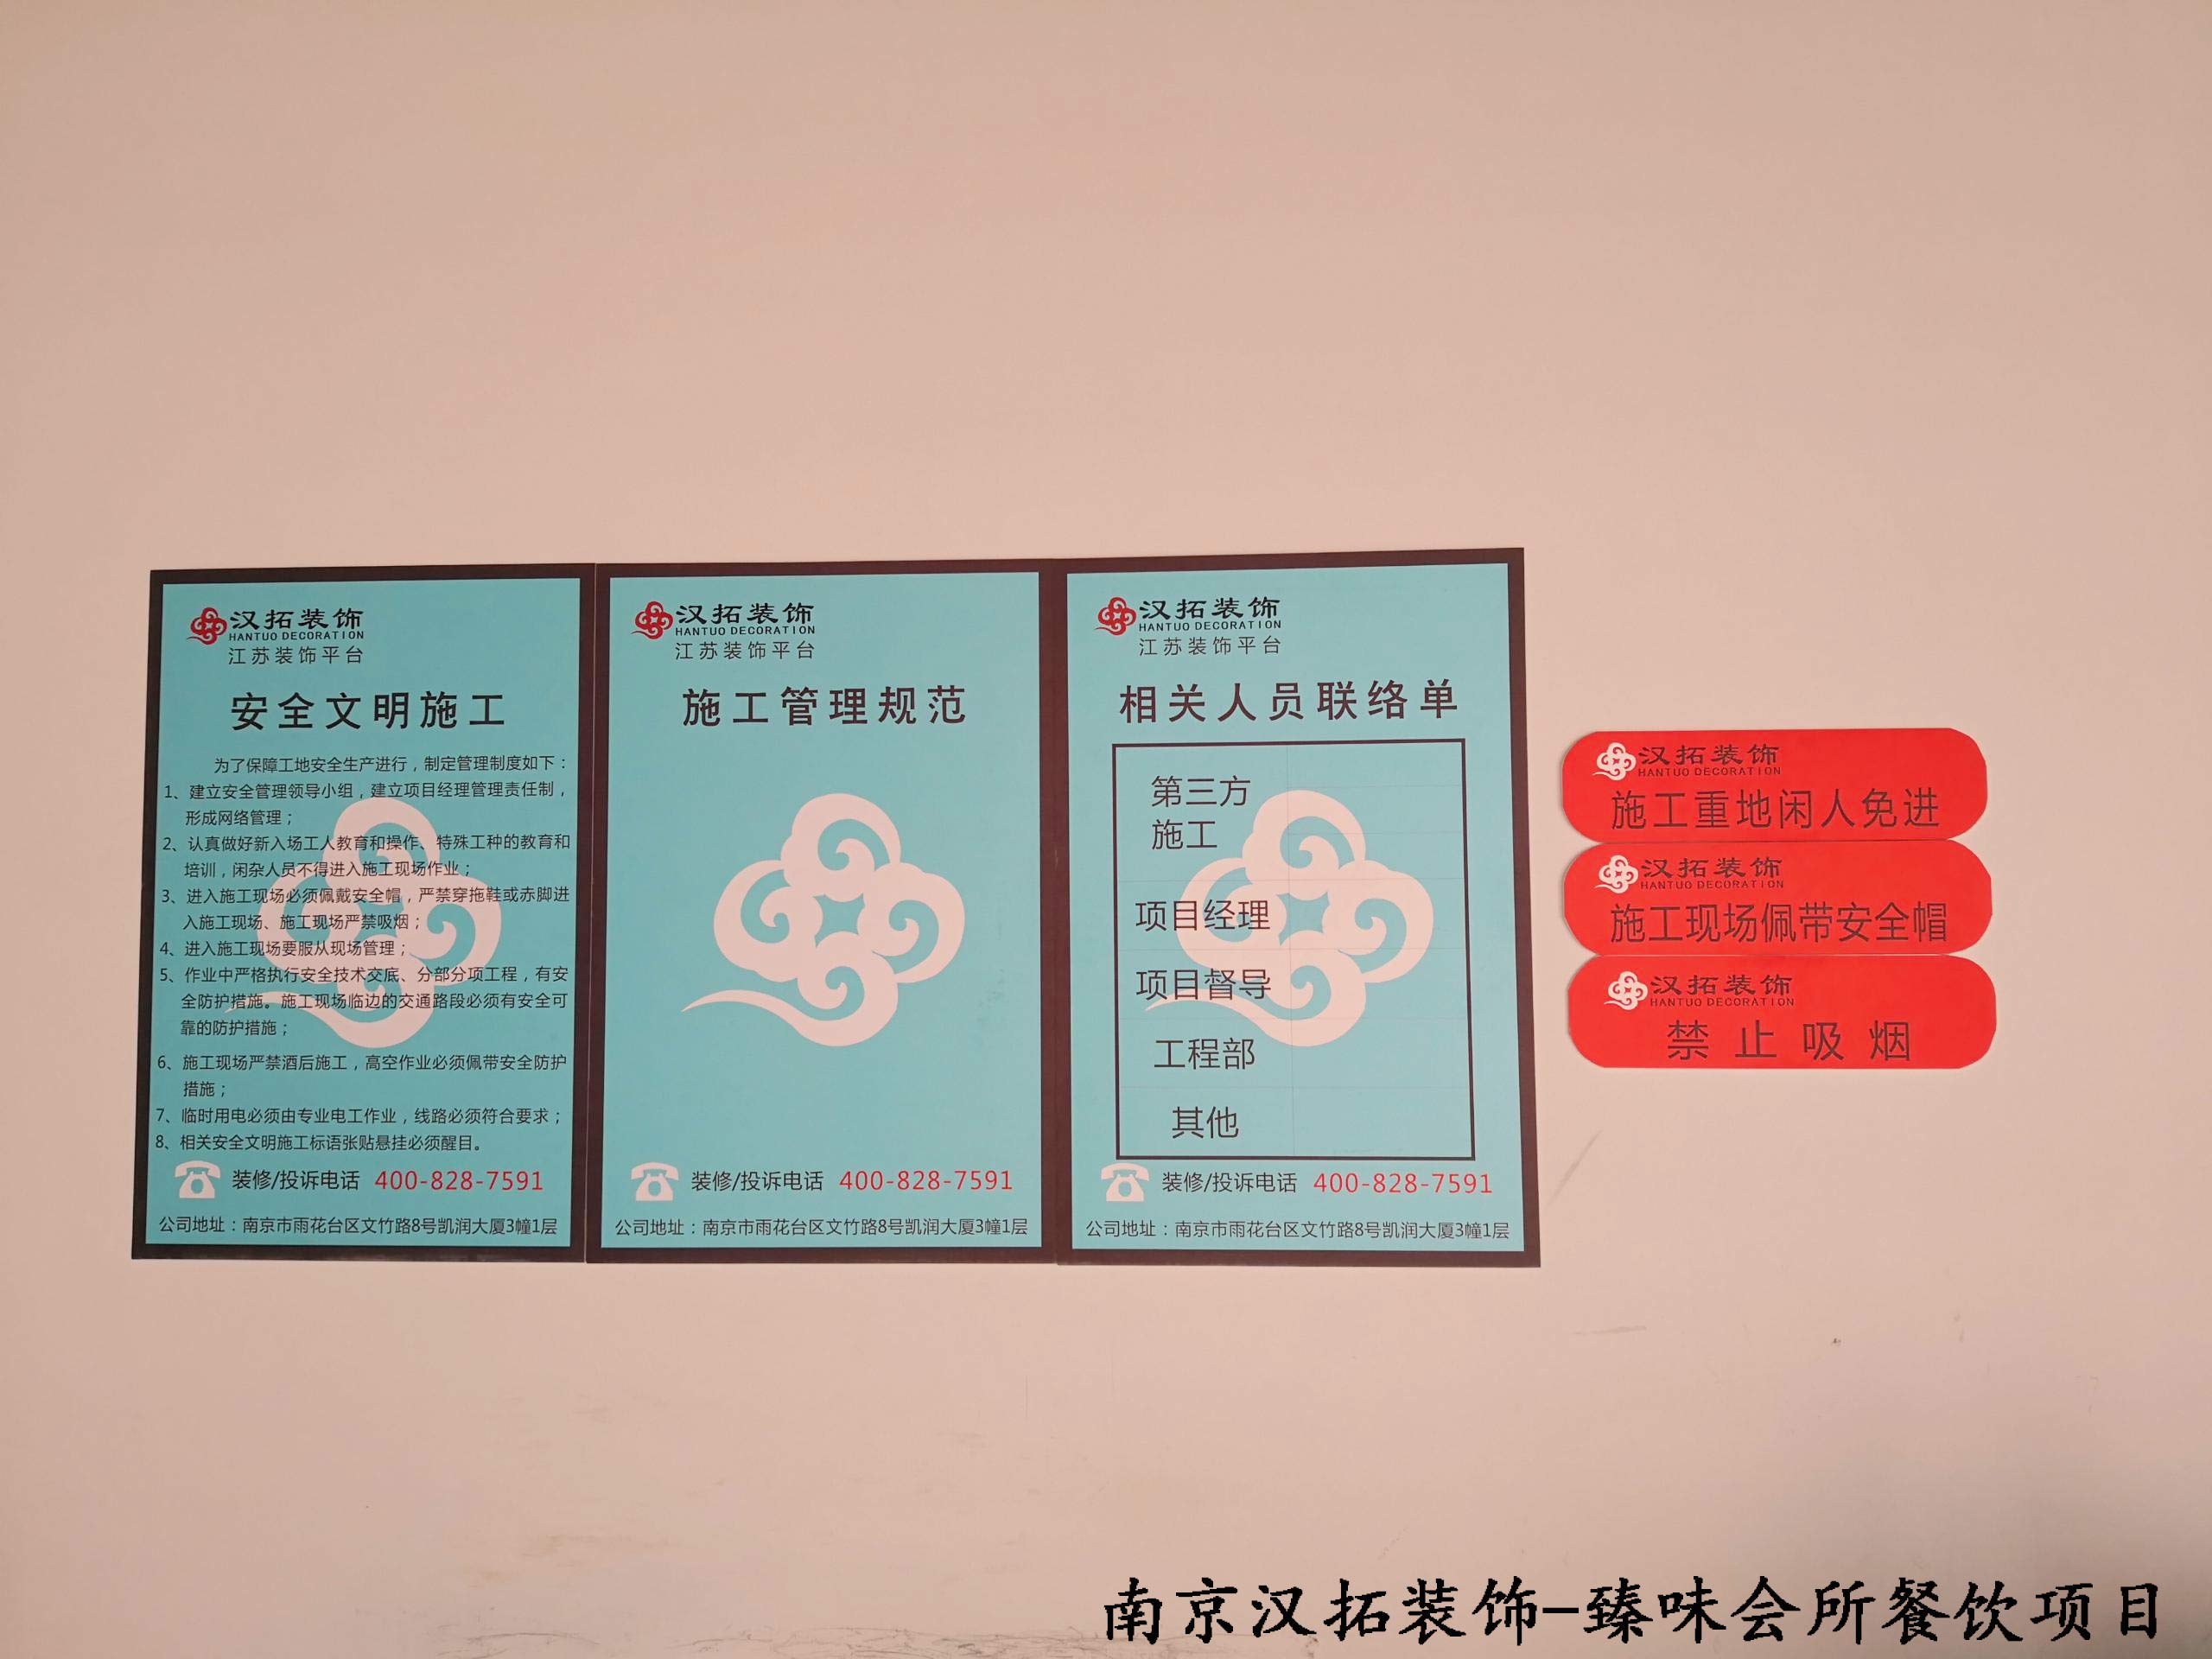 汉拓装饰
HANTUO DECORATION
江苏装饰平台
安全文明施工
为了保障工地安全生产进行，制定管理制度如下：
1、建立安全管理领导小组，建立项目经理管理责任制，
形成网络管理；
2、认真做好新入场工人教育和操作、特殊工种的教育和
培训，闲杂人员不得进入施工现场作业；
3、进入施工现场必须佩戴安全帽，严禁穿拖鞋或赤脚进
入施工现场、施工现场严禁吸烟；
4、进入施工现场要服从现场管理；
5、作业中严格执行安全技术交底、分部分项工程，有安
全防护措施。施工现场临边的交通路段必须有安全可
靠的防护措施；
6、施工现场严禁酒后施工，高空作业必须佩带安全防护
措施；
7、临时用电必须由专业电工作业，线路必须符合要求；
8、相关安全文明施工标语张贴悬挂必须醒目。
装修/投诉电话 400-828-7591
公司地址：南京市雨花台区文竹路8号凯润大厦3幢1层
汉拓装饰
HANTUO DECORATION
江苏装饰平台
施工管理规范
装修/投诉电话 400-828-7591
公司地址：南京市雨花台区文竹路8号凯润大厦3幢1层
汉拓装饰
HANTUO DECORATION
江苏装饰平台
相关人员联络单
第三方
施工
项目经理
项目督导
工程部
其他
装修/投诉电话 400-828-7591
公司地址：南京市雨花台区文竹路8号凯润大厦3幢1层
汉拓装饰
HANTUO DECORATION
施工重地闲人免进
汉拓装饰
HANTUO DECORATION
施工现场佩带安全帽
汉拓装饰
HANTUO DECORATION
禁止吸烟
南京汉拓装饰-臻味会所餐饮项目